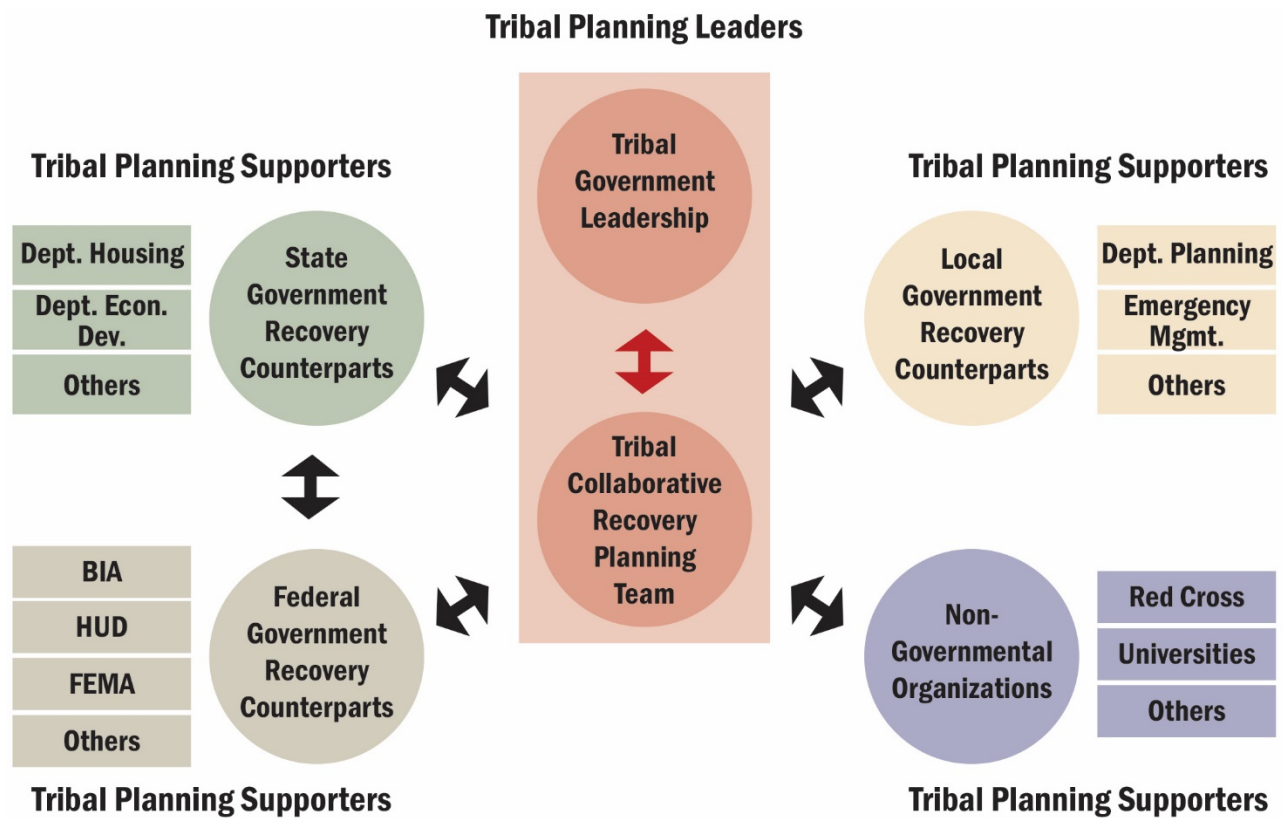 Tribal Planning Leaders
Tribal
Government
Leadership
Tribal
Collaborative
Recovery
Planning
Team
Tribal Planning Supporters
Dept. Housing
Dept. Econ.
Dev.
Others
State
Government
Recovery
Counterparts
Tribal Planning Supporters
Local
Government
Recovery
Counterparts
Dept. Planning
Emergency
Mgmt.
Others
BIA
HUD
FEMA
Others
Federal
Government
Recovery
Counterparts
Tribal Planning Supporters
Non-
Governmental
Organizations
Red Cross
Universities
Others
Tribal Planning Supporters